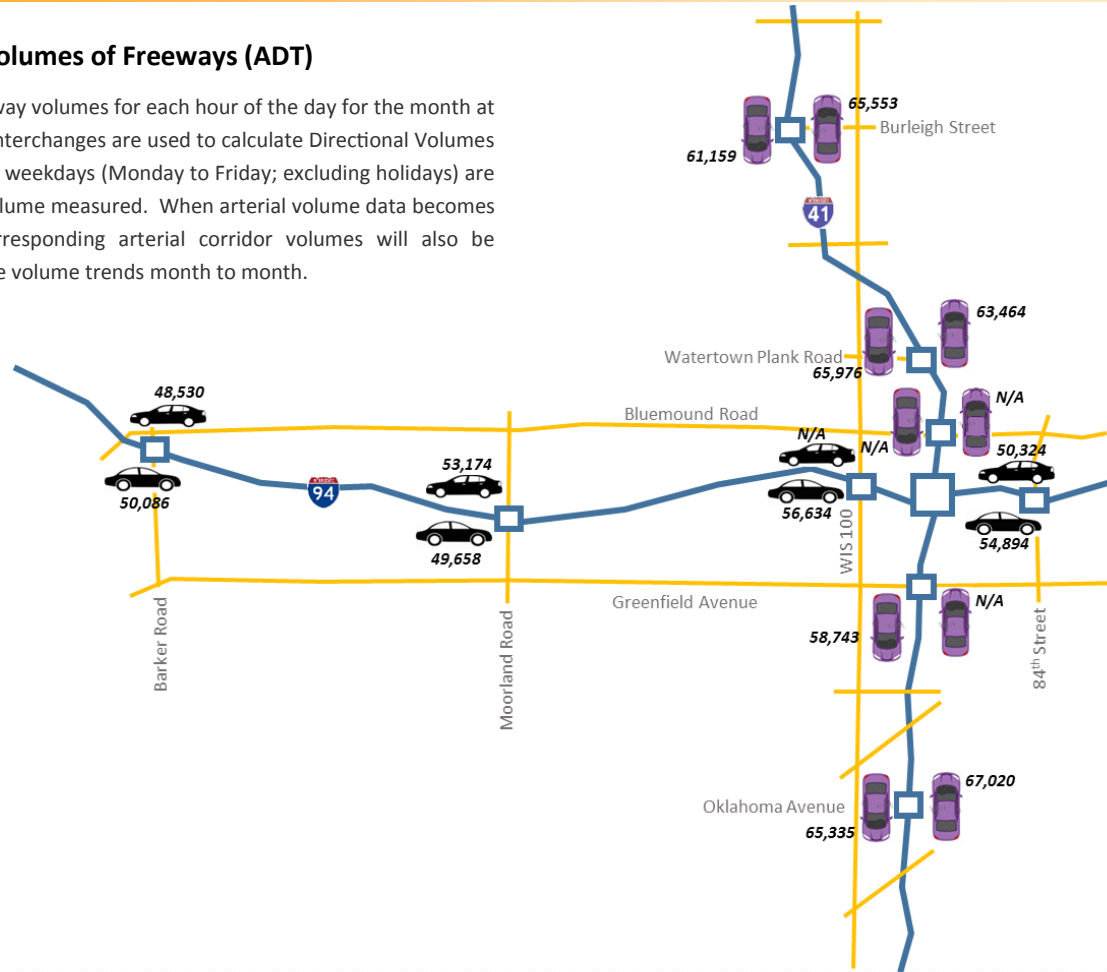 olumes of Freeways (ADT)
way volumes for each hour of the day for the month at
nterchanges are used to calculate Directional Volumes
weekdays (Monday to Friday; excluding holidays) are
lume measured. When arterial volume data becomes
rresponding arterial corridor volumes will also be
e volume trends month to month.
65,553
Burleigh Street
61,159
41
63,464
Watertown Plank Road
65,976
48,530
Bluemound Road
N/A
N/A
N/A
50,324
53,174
94
50,086
56,634
WIS 100
54,894
49,658
Greenfield Avenue
N/A
58,743
Barker Road
Moorland Road
84th Street
67,020
Oklahoma Avenue
65,335